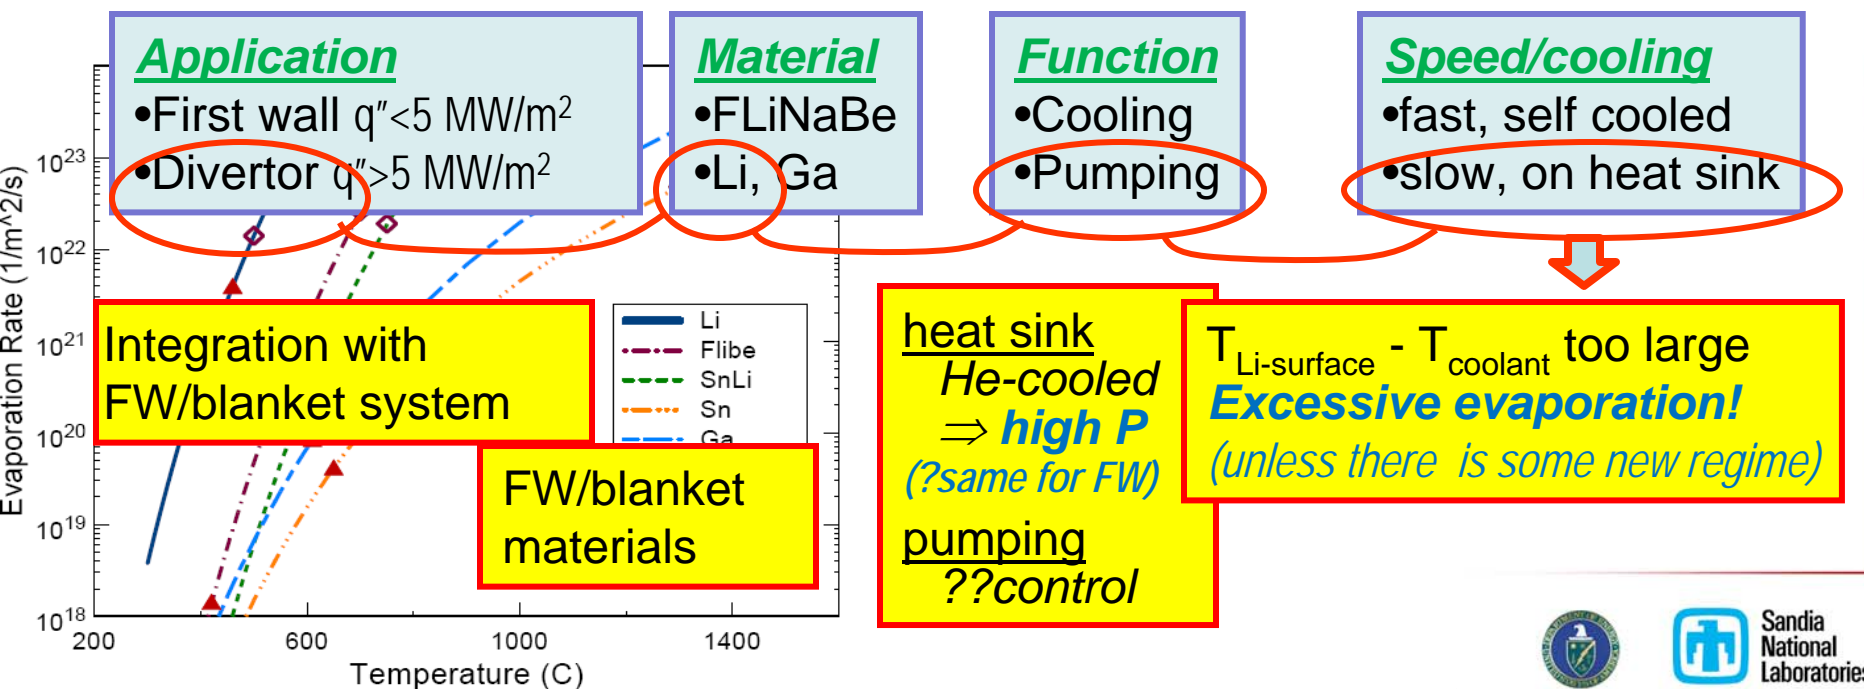 Application
•First wall q"<5 MW/m2
•Divertor q">5 MW/m2
Material
•FLiNaBe
•Li, Ga
Function
•Cooling
•Pumping
Speed/cooling
•fast, self cooled
•slow, on heat sink
Evaporation Rate (1/m^2/s)
10^23
10^22
10^21
10^20
10^19
10^18
200
600
1000
1400
Temperature (C)
Li
Flibe
SnLi
Sn
Ga
Integration with
FW/blanket system
FW/blanket
materials
heat sink
He-cooled
⇒ high P
(?same for FW)
pumping
??control
T Li-surface - T coolant too large
Excessive evaporation!
(unless there is some new regime)
Sandia
National
Laboratories